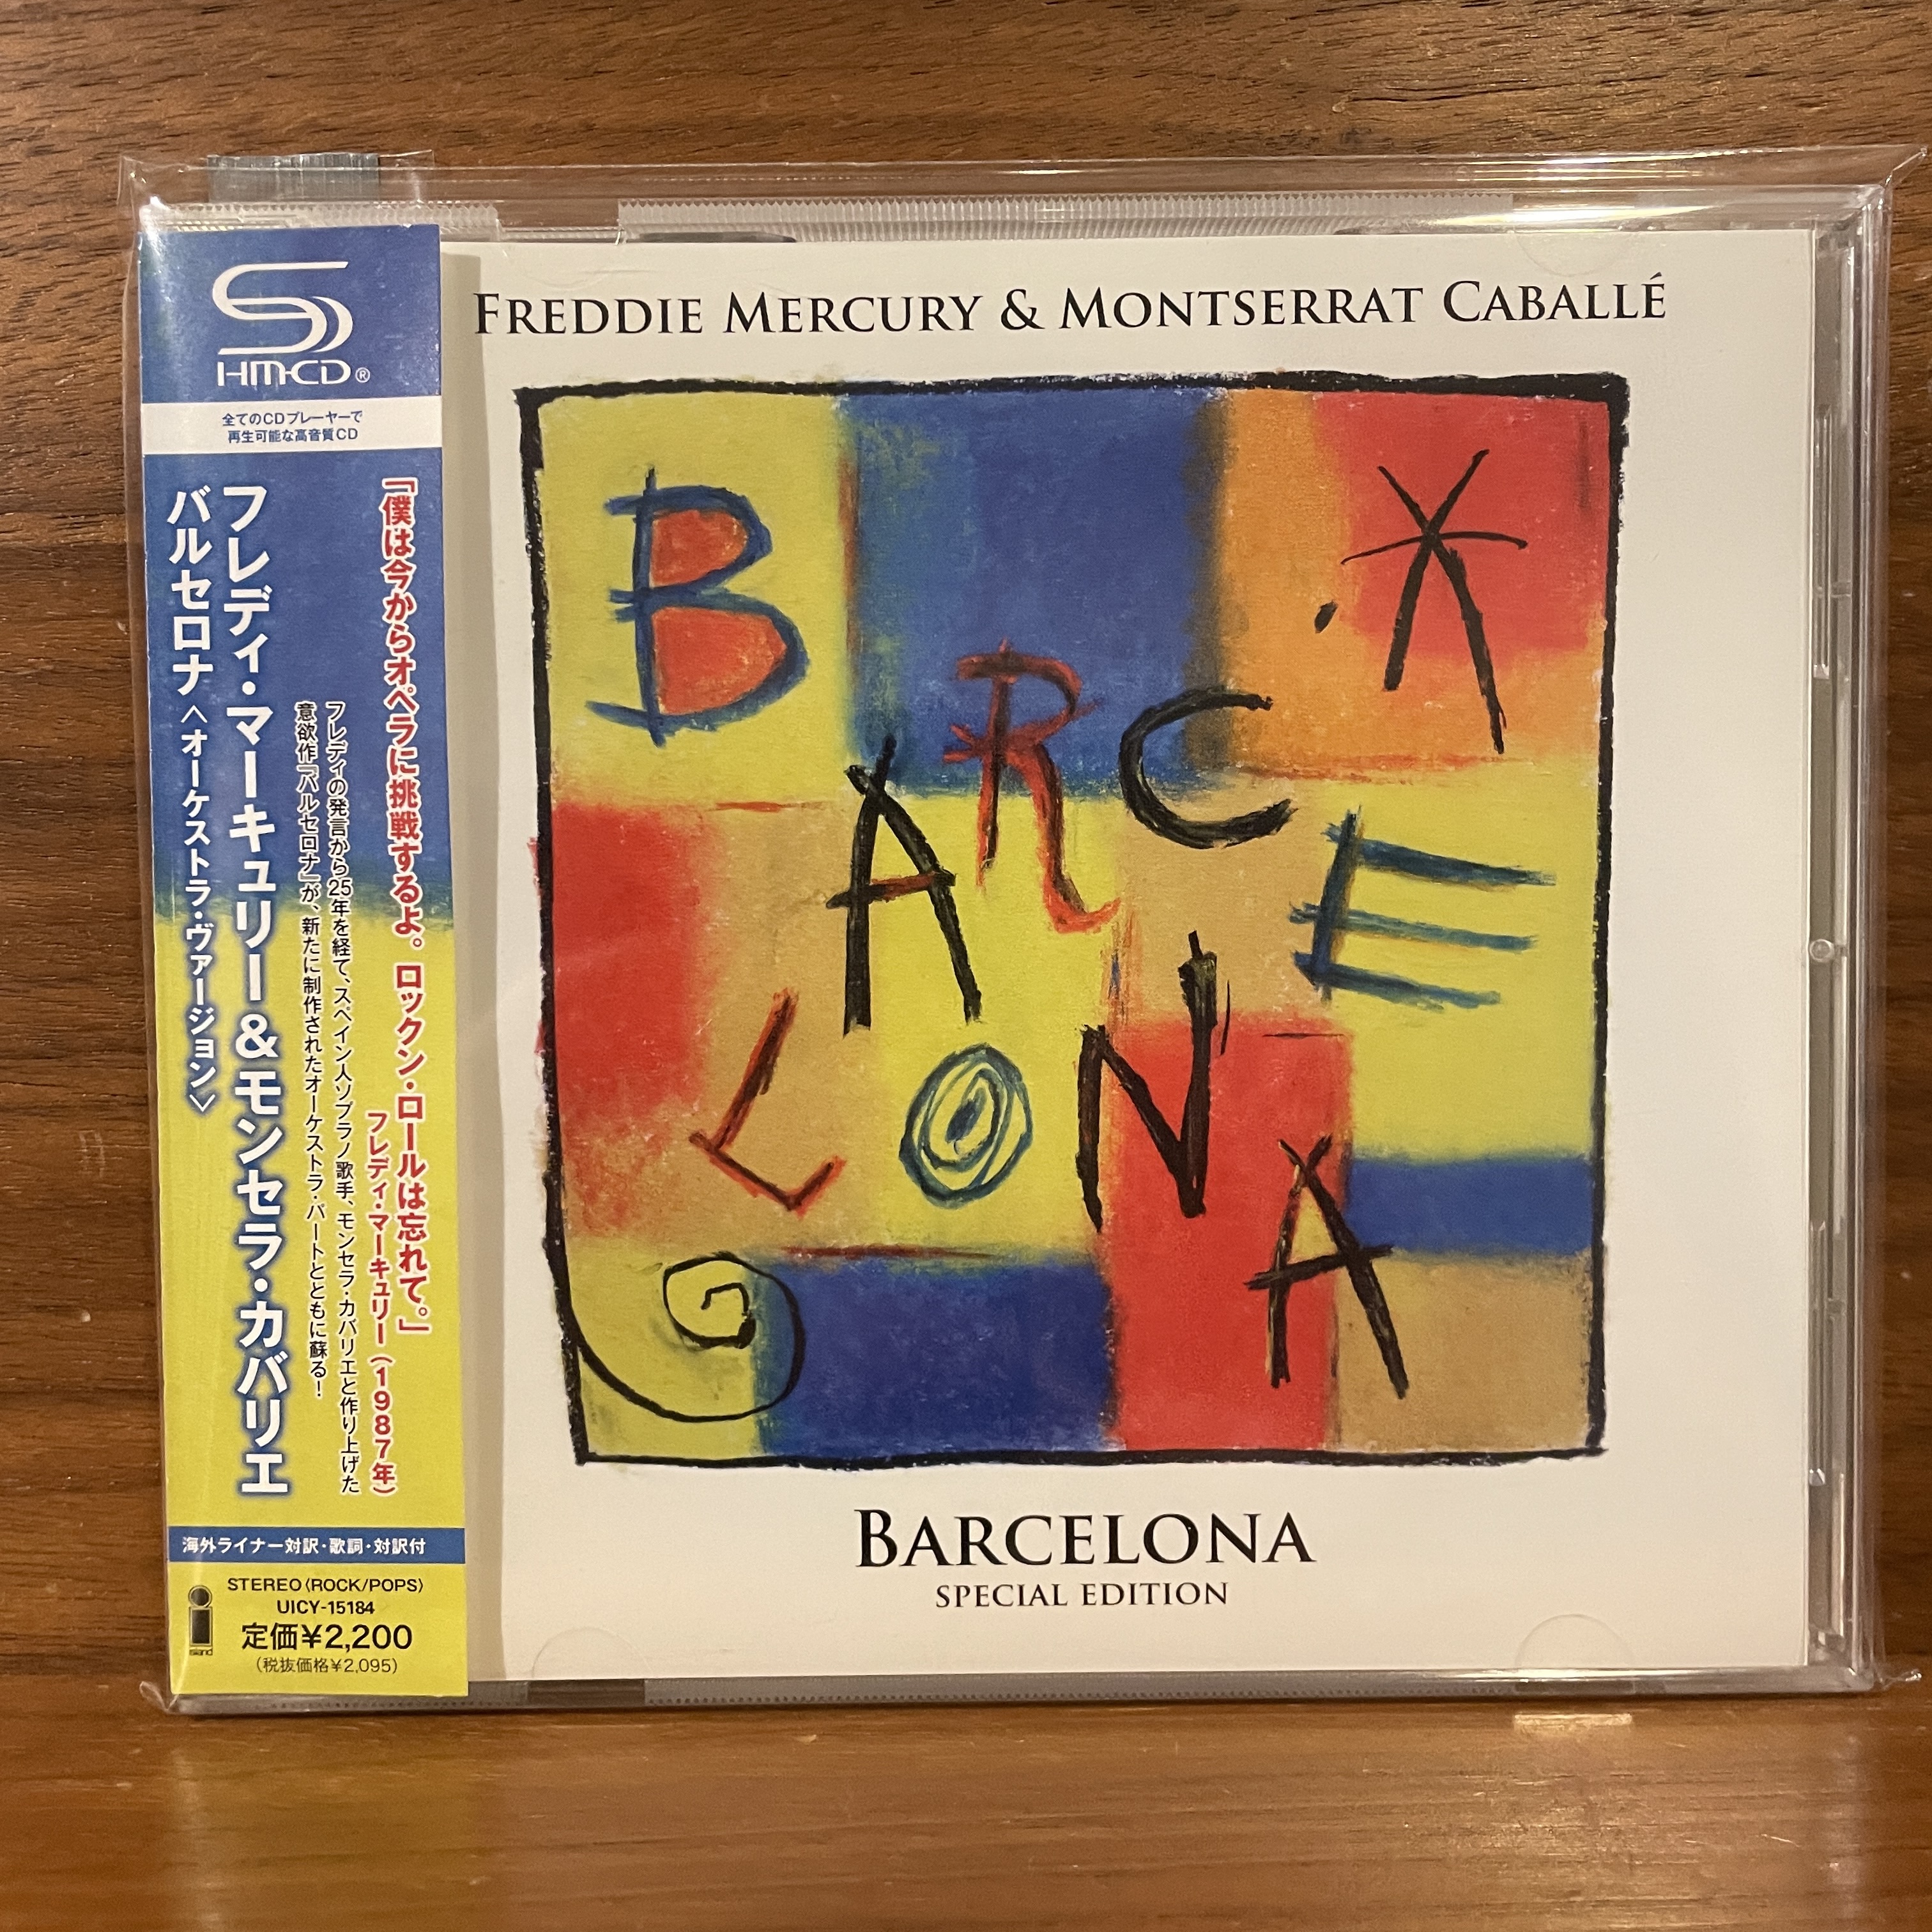 SHM-CD®
全てのCDプレーヤーで
再生可能な高音質CD
「僕は今からオペラに挑戦するよ。ロックン・ロールは忘れて。」
フレディ・マーキュリー(1987年)
フレディの発言から25年を経て、スペイン人ソプラノ歌手、モンセラ・カバリエと作り上げた
意欲作『バルセロナ』が、新たに制作されたオーケストラ・パートとともに蘇る!
フレディ・マーキュリー&モンセラ・カバリエ
バルセロナ〈オーケストラ・ヴァージョン〉
海外ライナー対訳・歌詞・対訳付
STEREO〈ROCK/POPS〉
UICY-15184
定価¥2,200
(税抜価格¥2,095)
island
FREDDIE MERCURY & MONTSERRAT CABALLÉ
BARCELONA
BARCELONA
SPECIAL EDITION